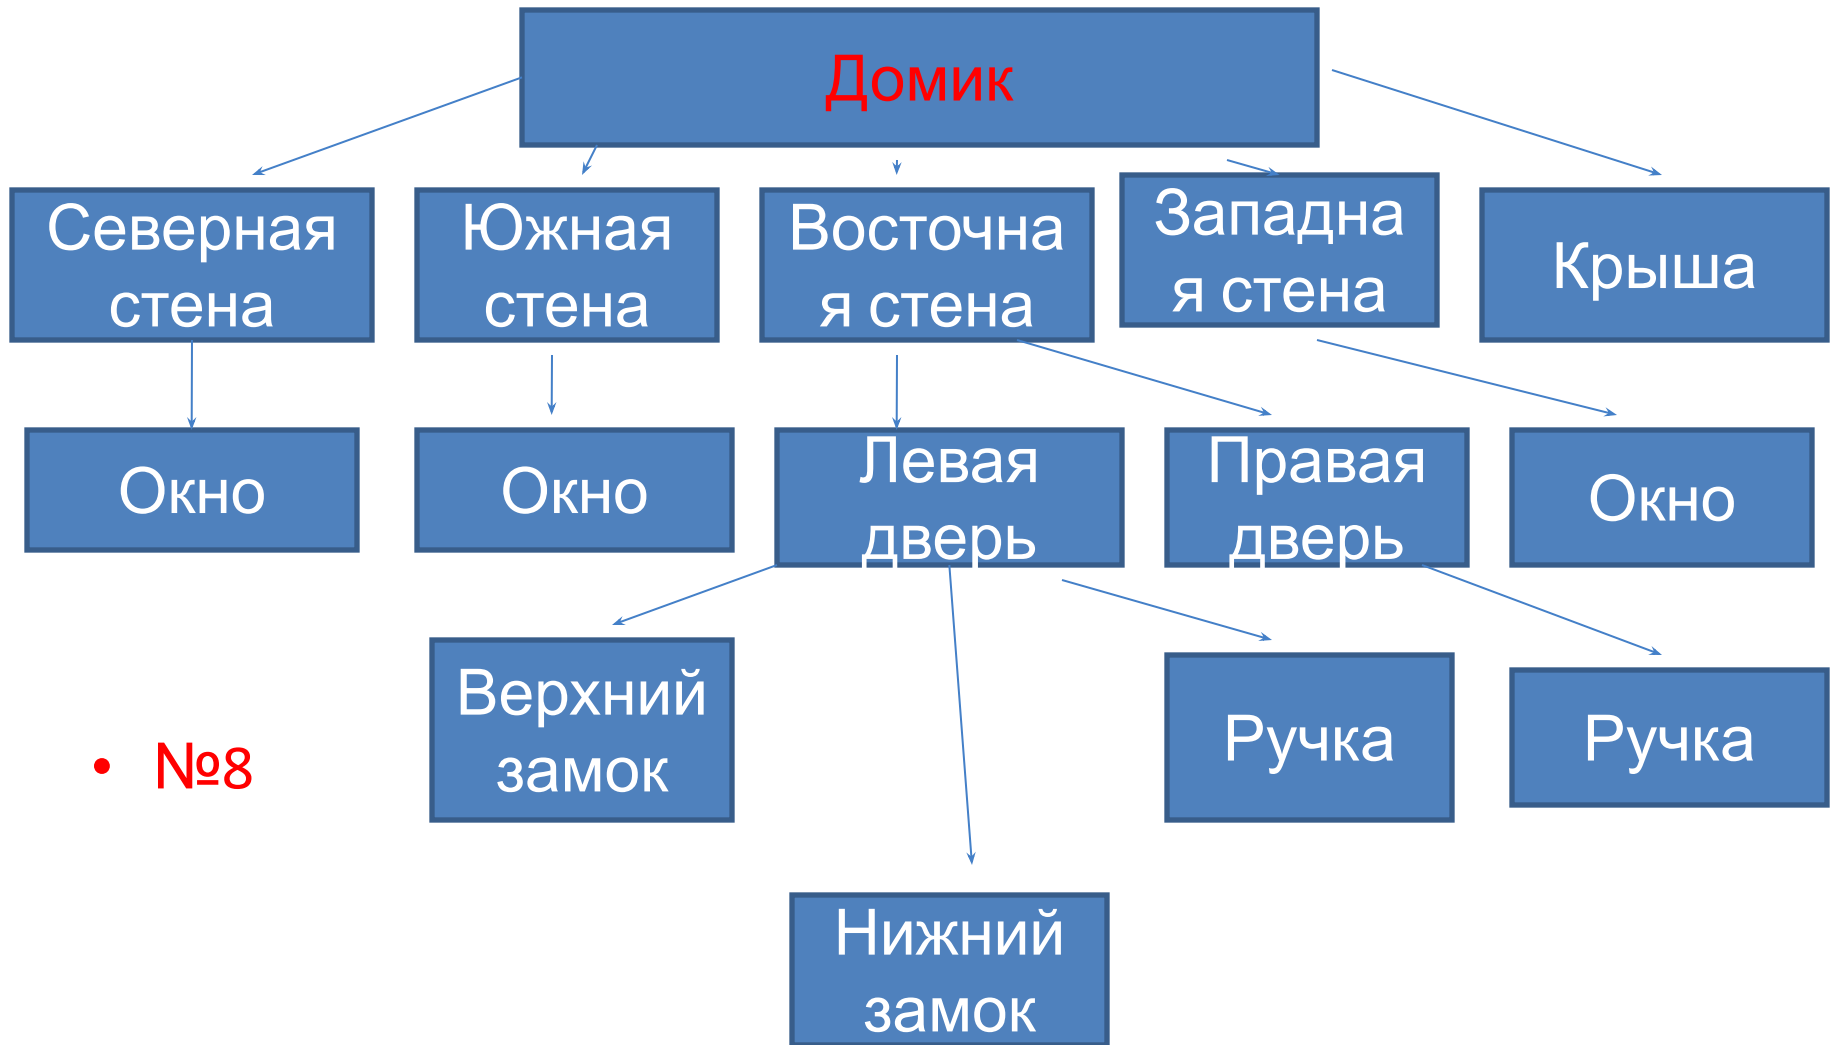 Домик
Северная
стена
Южная
стена
Восточна
я стена
Западна
я стена
Крыша
Окно
Окно
Левая
дверь
Правая
дверь
Окно
Верхний
замок
Ручка
Ручка
• №8
Нижний
замок